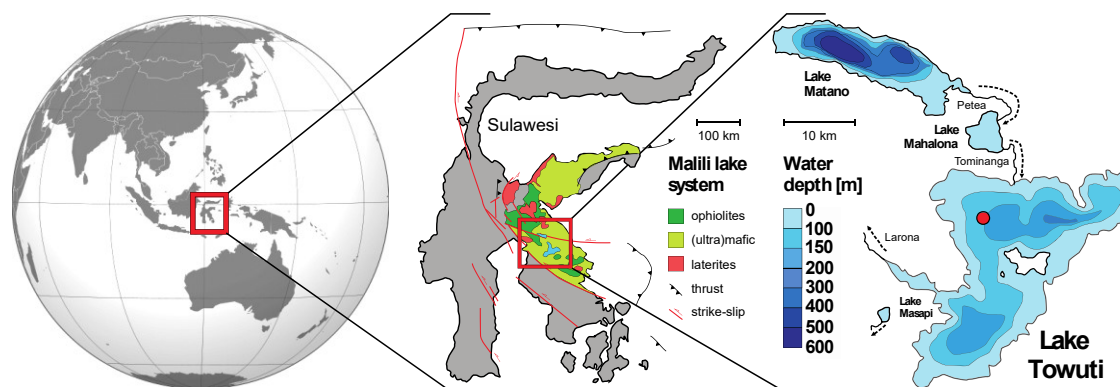 Sulawesi
100 km
Malili lake
system
ophiolites
(ultra)mafic
laterites
thrust
strike-slip
Lake
Matano
Petea
10 km
Lake
Mahalona
Tominanga
Water
depth [m]
0
100
150
200
300
400
500
600
Larona
Lake
Masapi
Lake
Towuti